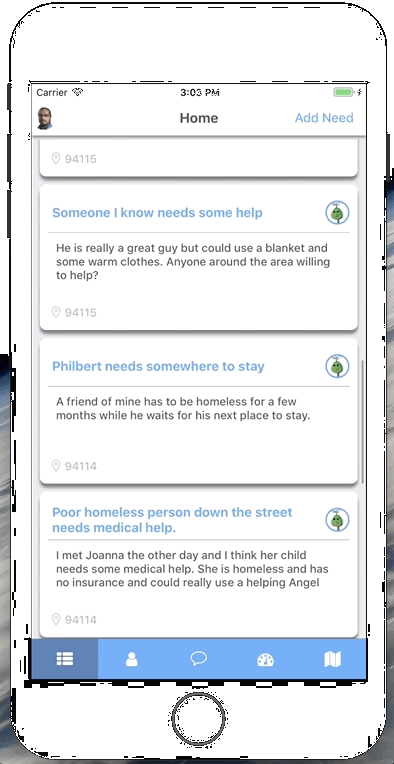 Carrier 3:03 PM
Home Add Need
94115
Someone I know needs some help
He is really a great guy but could use a blanket and
some warm clothes. Anyone around the area willing
to help?
94115
Philbert needs somewhere to stay
A friend of mine has to be homeless for a few
months while he waits for his next place to stay.
94114
Poor homeless person down the street
needs medical help.
I met Joanna the other day and I think her child
needs some medical help. She is homeless and has
no insurance and could really use a helping Angel
94114